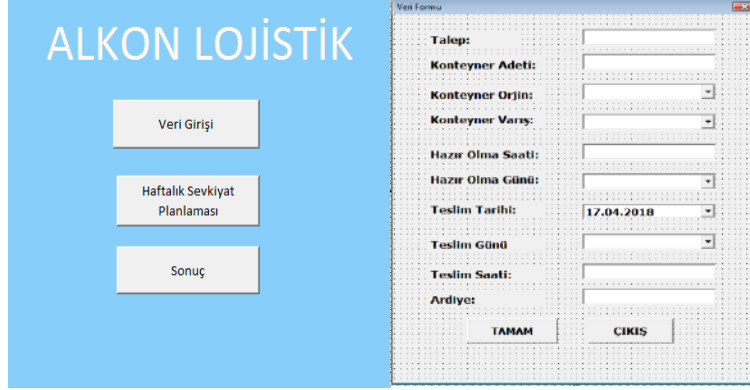 ALKON LOJİSTİK
Veri Girişi
Haftalık Sevkiyat
Planlaması
Sonuç
Veri Formu
Talep:
Konteyner Adeti:
Konteyner Orjin:
Konteyner Varış:
Hazır Olma Saati:
Hazır Olma Günü:
Teslim Tarihi: 17.04.2018
Teslim Günü
Teslim Saati:
Ardiye:
TAMAM ÇIKIŞ